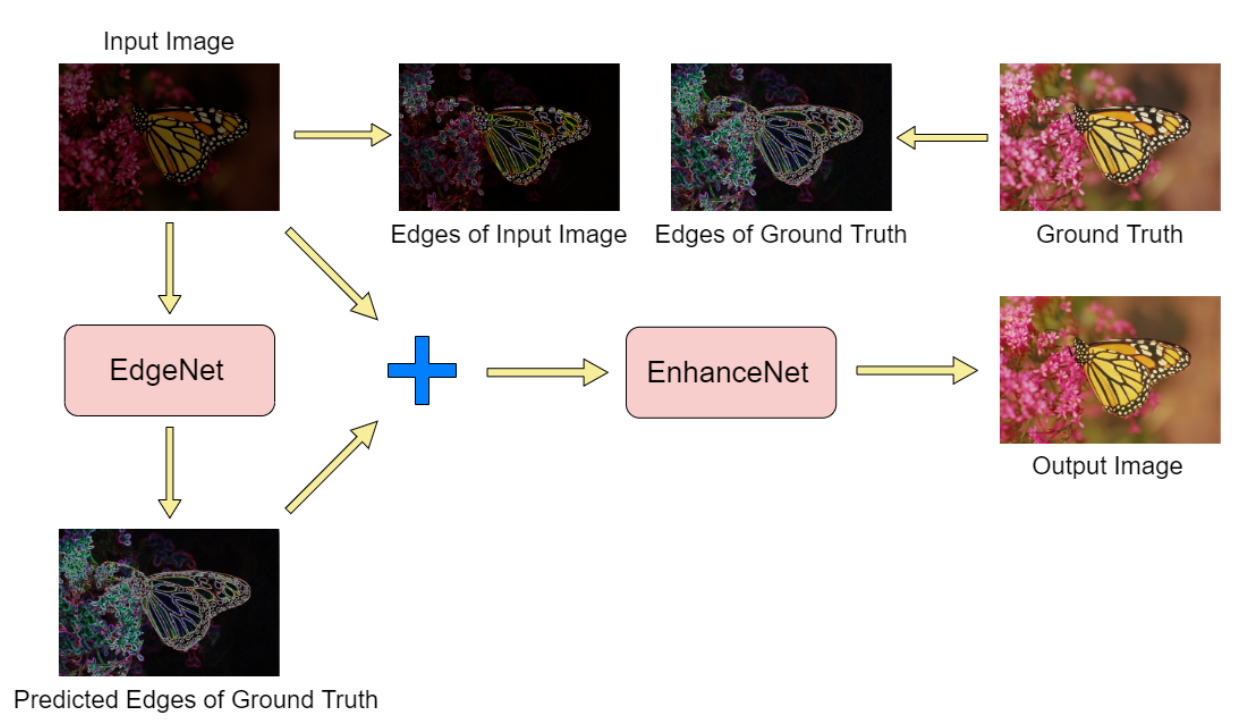 Input Image
Edges of Input Image
Edges of Ground Truth
Ground Truth
EdgeNet
EnhanceNet
Output Image
Predicted Edges of Ground Truth